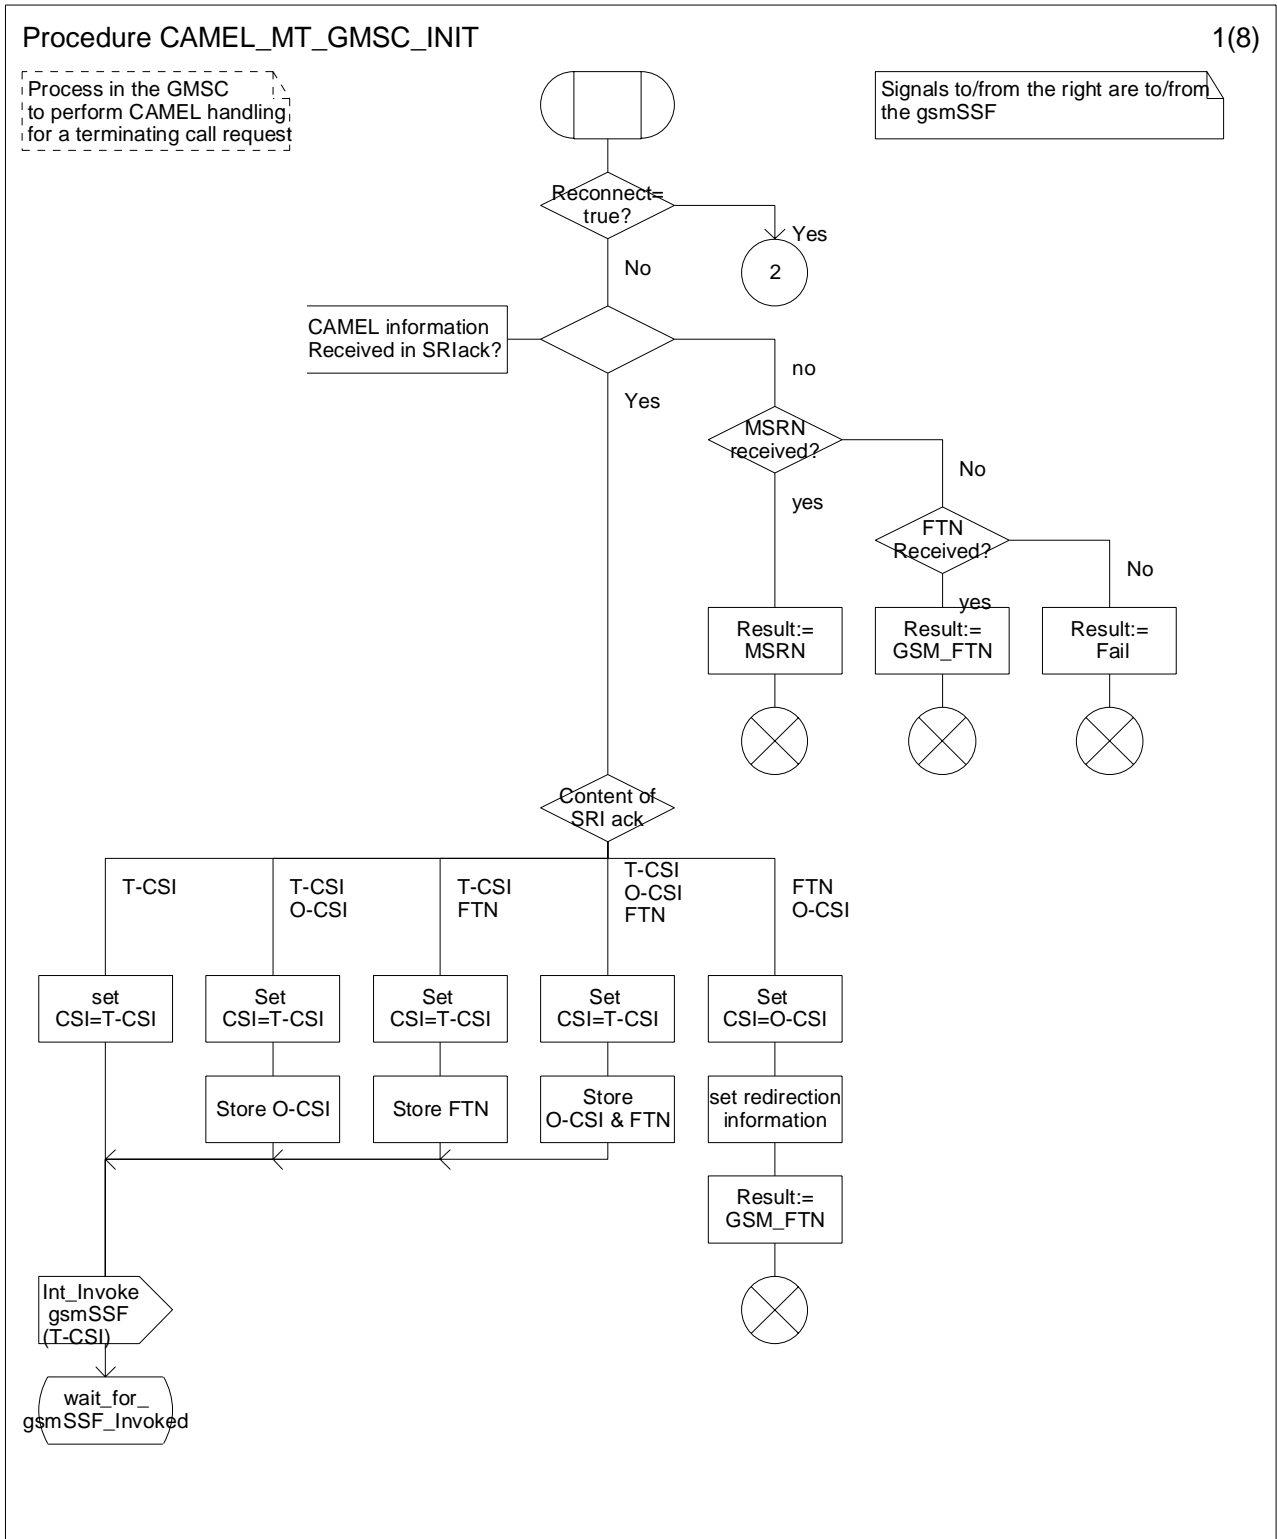 Procedure CAMEL_MT_GMSC_INIT
1(8)
Process in the GMSC
to perform CAMEL handling
for a terminating call request
Signals to/from the right are to/from
the gsmSSF
Reconnect=
true?
Yes
2
No
CAMEL information
Received in SRIack?
no
Yes
MSRN
received?
No
yes
FTN
Received?
No
yes
Result:=
MSRN
Result:=
GSM_FTN
Result:=
Fail
Content of
SRI ack
T-CSI
T-CSI
O-CSI
T-CSI
FTN
T-CSI
O-CSI
FTN
FTN
O-CSI
set
CSI=T-CSI
Set
CSI=T-CSI
Set
CSI=T-CSI
Set
CSI=T-CSI
Set
CSI=O-CSI
Store O-CSI
Store FTN
Store
O-CSI & FTN
set redirection
information
Result:=
GSM_FTN
Int_Invoke
gsmSSF
(T-CSI)
wait_for_
gsmSSF_Invoked